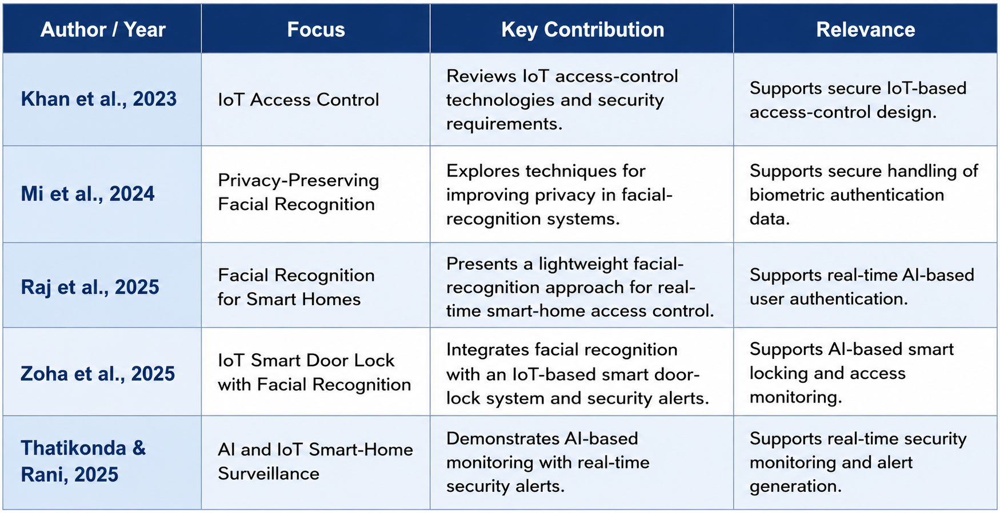 Author / Year
Focus
Key Contribution
Relevance
Khan et al., 2023
IoT Access Control
Reviews IoT access-control
technologies and security
requirements.
Supports secure IoT-based
access-control design.
Mi et al., 2024
Privacy-Preserving
Facial Recognition
Explores techniques for
improving privacy in facial-
recognition systems.
Supports secure handling of
biometric authentication
data.
Raj et al., 2025
Facial Recognition
for Smart Homes
Presents a lightweight facial-
recognition approach for real-
time smart-home access control.
Supports real-time AI-based
user authentication.
Zoha et al., 2025
IoT Smart Door Lock
with Facial Recognition
Integrates facial recognition
with an IoT-based smart door-
lock system and security alerts.
Supports AI-based smart
locking and access
monitoring.
Thatikonda &
Rani, 2025
AI and IoT Smart-Home
Surveillance
Demonstrates AI-based
monitoring with real-time
security alerts.
Supports real-time security
monitoring and alert
generation.